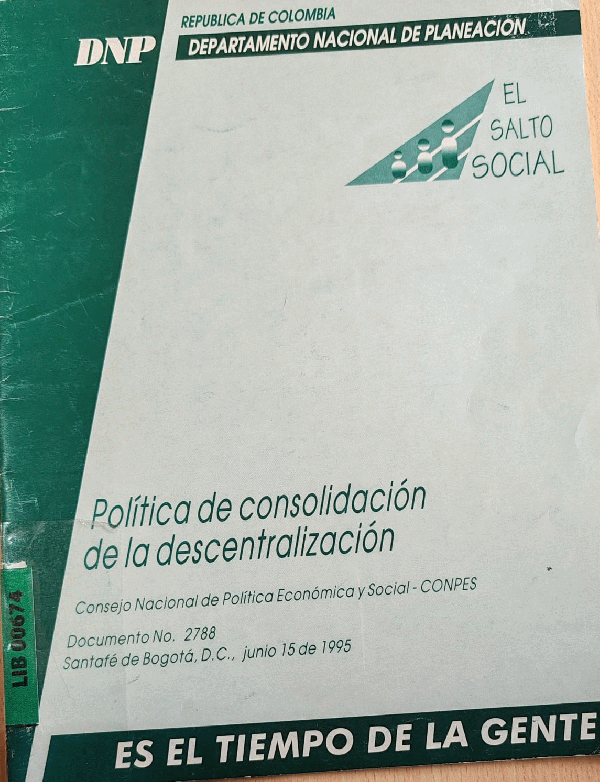 REPUBLICA DE COLOMBIA
DNP
DEPARTAMENTO NACIONAL DE PLANEACIÓN
EL
SALTO
SOCIAL
Política de consolidación
de la descentralización
Consejo Nacional de Política Económica y Social - CONPES
Documento No. 2788
Santafé de Bogotá, D.C., junio 15 de 1995
LIB 00674
ES EL TIEMPO DE LA GENTE